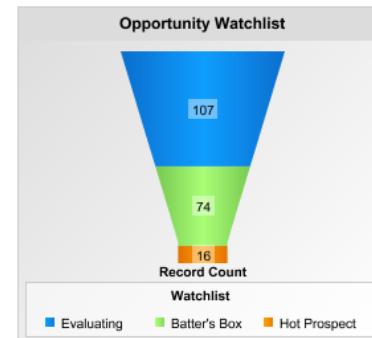 Opportunity Watchlist
107
74
16
Record Count
Watchlist
Evaluating Batter's Box Hot Prospect